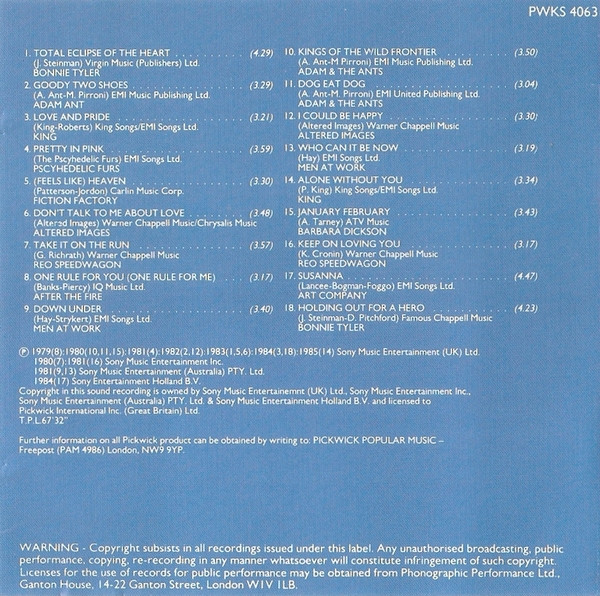 PWKS 4063
1. TOTAL ECLIPSE OF THE HEART . . . . . . . . . . (4.29)
(J. Steinman) Virgin Music (Publishers) Ltd.
BONNIE TYLER
2. GOODY TWO SHOES . . . . . . . . . . (3.29)
(A. Ant-M. Pirroni) EMI Music Publishing Ltd.
ADAM ANT
3. LOVE AND PRIDE . . . . . . . . . . (3.21)
(King-Roberts) King Songs/EMI Songs Ltd.
KING
4. PRETTY IN PINK . . . . . . . . . . (3.59)
(The Pscyhedelic Furs) EMI Songs Ltd.
PSCYHEDELIC FURS
5. (FEELS LIKE) HEAVEN . . . . . . . . . . (3.30)
(Patterson-Jordon) Carlin Music Corp.
FICTION FACTORY
6. DON'T TALK TO ME ABOUT LOVE . . . . . . . . . . (3.48)
(Altered Images) Warner Chappell Music/Chrysalis Music
ALTERED IMAGES
7. TAKE IT ON THE RUN . . . . . . . . . . (3.57)
(G. Richrath) Warner Chappell Music
REO SPEEDWAGON
8. ONE RULE FOR YOU (ONE RULE FOR ME) . . . . . . (3.17)
(Banks-Piercy) IQ Music Ltd.
AFTER THE FIRE
9. DOWN UNDER . . . . . . . . . . (3.40)
(Hay-Strykert) EMI Songs Ltd.
MEN AT WORK
10. KINGS OF THE WILD FRONTIER . . . . . . . . . . (3.50)
(A. Ant-M Pirroni) EMI Music Publishing Ltd.
ADAM & THE ANTS
11. DOG EAT DOG . . . . . . . . . . (3.04)
(A. Ant-M. Pirroni) EMI United Publishing Ltd.
ADAM & THE ANTS
12. I COULD BE HAPPY . . . . . . . . . . (3.30)
(Altered Images) Warner Chappell Music
ALTERED IMAGES
13. WHO CAN IT BE NOW . . . . . . . . . . (3.19)
(Hay) EMI Songs Ltd.
MEN AT WORK
14. ALONE WITHOUT YOU . . . . . . . . . . (3.34)
(P. King) King Songs/EMI Songs Ltd.
KING
15. JANUARY FEBRUARY . . . . . . . . . . (3.43)
(A. Tarney) ATV Music
BARBARA DICKSON
16. KEEP ON LOVING YOU . . . . . . . . . . (3.17)
(K. Cronin) Warner Chappell Music
REO SPEEDWAGON
17. SUSANNA . . . . . . . . . . (4.47)
(Lancee-Bogman-Foggo) EMI Songs Ltd.
ART COMPANY
18. HOLDING OUT FOR A HERO . . . . . . . . . . (4.23)
(J. Steinman-D. Pitchford) Famous Chappell Music
BONNIE TYLER
℗ 1979(8):1980(10,11,15):1981(4):1982(2,12):1983(1,5,6):1984(3,18):1985(14) Sony Music Entertainment (UK) Ltd.
1980(7):1981(16) Sony Music Entertainment Inc.
1981(9,13) Sony Music Entertainment (Australia) PTY. Ltd.
1984(17) Sony Music Entertainment Holland B.V.
Copyright in this sound recording is owned by Sony Music Entertainemnt (UK) Ltd., Sony Music Entertainment Inc.,
Sony Music Entertainment (Australia) PTY. Ltd. & Sony Music Entertainment Holland B.V. and licensed to
Pickwick International Inc. (Great Britain) Ltd.
T.P.L.67'32"
Further information on all Pickwick product can be obtained by writing to: PICKWICK POPULAR MUSIC –
Freepost (PAM 4986) London, NW9 9YP.
WARNING - Copyright subsists in all recordings issued under this label. Any unauthorised broadcasting, public
performance, copying, re-recording in any manner whatsoever will constitute infringement of such copyright.
Licenses for the use of records for public performance may be obtained from Phonographic Performance Ltd.,
Ganton House, 14-22 Ganton Street, London W1V 1LB.